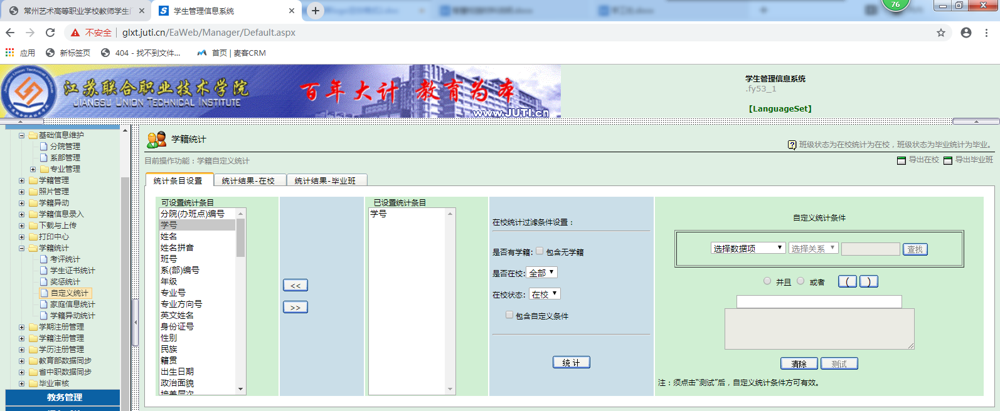 常州艺术高等职业学校教师学生厂
学生管理信息系统
76
不安全
glxt.juti.cn/EaWeb/Manager/Default.aspx
应用
新标签页
404 - 找不到文件...
首页 | 麦客CRM
江苏联合职业技术学院
JIANGSU UNION TECHNICAL INSTITUTE
百年大计 教育为本
www.JUTI.cn
学生管理信息系统
.fy53_1
【LanguageSet】
基础信息维护
分院管理
系部管理
专业管理
学籍管理
照片管理
学籍异动
学籍信息录入
下载与上传
打印中心
学籍统计
考评统计
学生证书统计
奖惩统计
自定义统计
家庭信息统计
学籍异动统计
学期注册管理
学籍注册管理
学历注册管理
教育部数据同步
省中职数据同步
毕业审核
教务管理
学籍统计
班级状态为在校统计为在校，班级状态为毕业统计为毕业。
目前操作功能：学籍自定义统计
导出在校
导出毕业班
统计条目设置
统计结果-在校
统计结果-毕业班
可设置统计条目
分院(办班点)编号
学号
姓名
姓名拼音
班号
系(部)编号
年级
专业号
专业方向号
英文姓名
身份证号
性别
民族
籍贯
出生日期
政治面貌
培养层次
<<
>>
已设置统计条目
学号
在校统计过滤条件设置：
是否有学籍: 包含无学籍
是否在校: 全部
在校状态: 在校
包含自定义条件
统 计
自定义统计条件
选择数据项
选择关系
查找
并且
或者
(
)
清除
测试
注：须点击“测试”后，自定义统计条件方可有效。